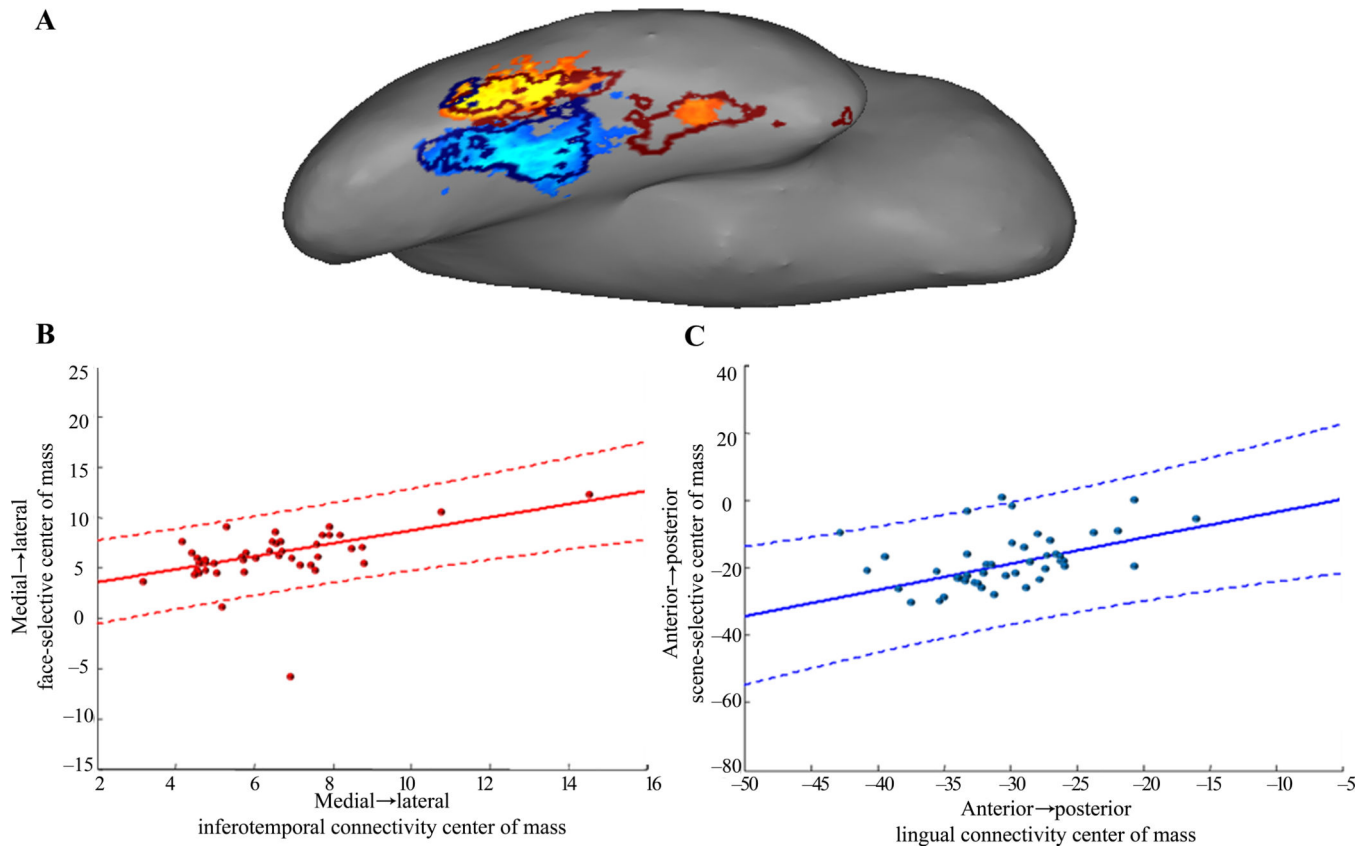 A
B
25
20
15
10
5
0
−5
−10
−15
Medial→lateral
face-selective center of mass
2 4 6 8 10 12 14 16
Medial→lateral
inferotemporal connectivity center of mass
C
40
20
0
−20
−40
−60
−80
Anterior→posterior
scene-selective center of mass
−50 −45 −40 −35 −30 −25 −20 −15 −10 −5
Anterior→posterior
lingual connectivity center of mass